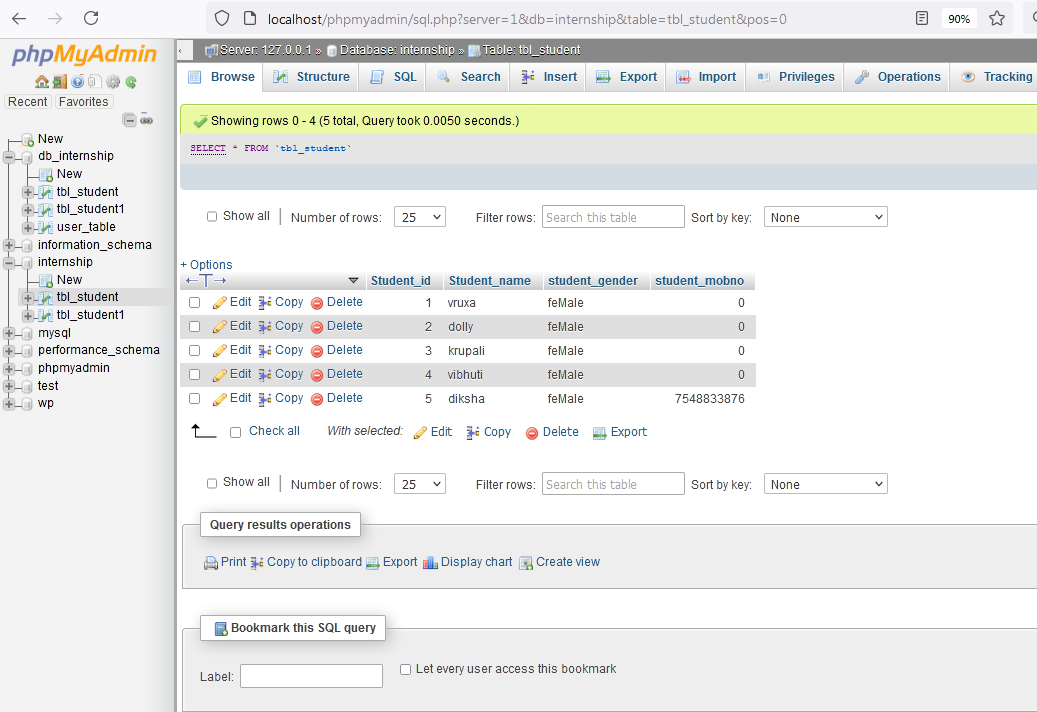 localhost/phpmyadmin/sql.php?server=1&db=internship&table=tbl_student&pos=0 90%
phpMyAdmin
Recent Favorites
New
db_internship
New
tbl_student
tbl_student1
user_table
information_schema
internship
New
tbl_student
tbl_student1
mysql
performance_schema
phpmyadmin
test
wp
Server: 127.0.0.1 » Database: internship » Table: tbl_student
Browse Structure SQL Search Insert Export Import Privileges Operations Tracking
Showing rows 0 - 4 (5 total, Query took 0.0050 seconds.)
SELECT * FROM `tbl_student`
Show all Number of rows: 25 Filter rows: Search this table Sort by key: None
+ Options
←T→ Student_id Student_name student_gender student_mobno
Edit Copy Delete 1 vruxa feMale 0
Edit Copy Delete 2 dolly feMale 0
Edit Copy Delete 3 krupali feMale 0
Edit Copy Delete 4 vibhuti feMale 0
Edit Copy Delete 5 diksha feMale 7548833876
Check all With selected: Edit Copy Delete Export
Show all Number of rows: 25 Filter rows: Search this table Sort by key: None
Query results operations
Print Copy to clipboard Export Display chart Create view
Bookmark this SQL query
Label: Let every user access this bookmark